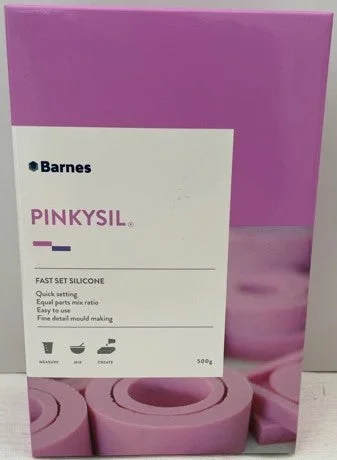 Barnes
PINKYSIL®
FAST SET SILICONE
Quick setting
Equal parts mix ratio
Easy to use
Fine detail mould making
MEASURE MIX CREATE
500g